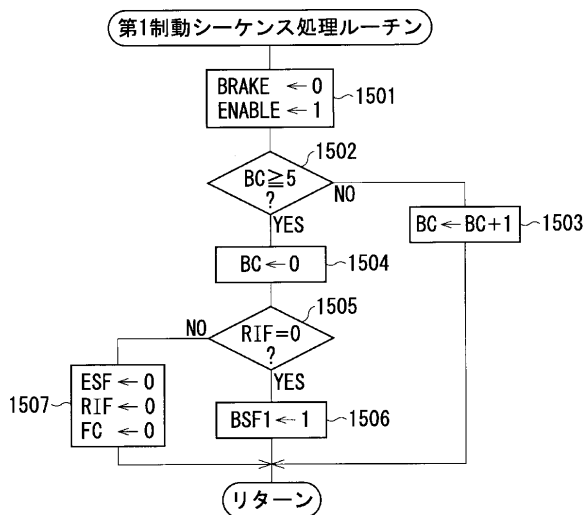 第1制動シーケンス処理ルーチン
BRAKE ←0
ENABLE ←1
1501
1502
BC≧5
?
NO
YES
BC←BC+1
1503
BC←0
1504
1505
RIF=0
?
NO
YES
ESF ←0
RIF ←0
FC ←0
1507
BSF1←1
1506
リターン